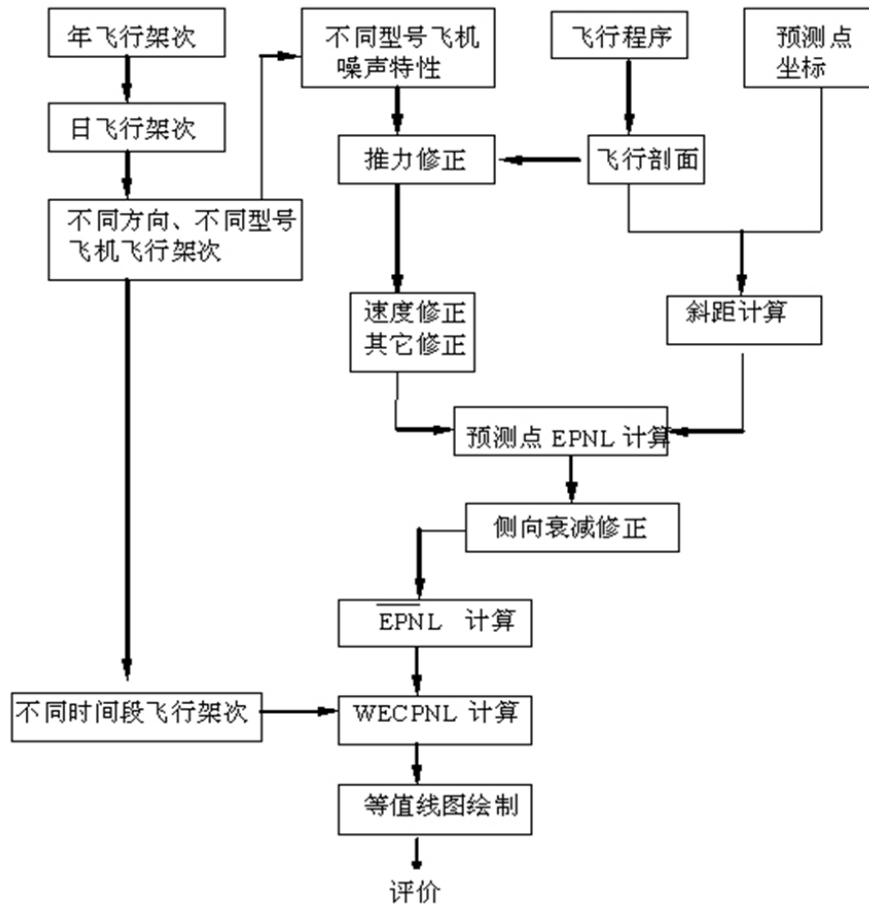 年飞行架次
不同型号飞机
噪声特性
飞行程序
预测点
坐标
日飞行架次
推力修正
飞行剖面
不同方向、不同型号
飞机飞行架次
速度修正
其它修正
斜距计算
预测点 EPNL 计算
侧向衰减修正
EPNL 计算
不同时间段飞行架次
WECPNL 计算
等值线图绘制
评价